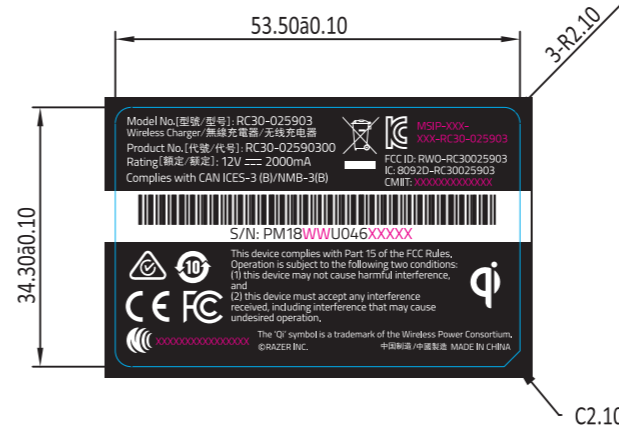 53.50ā0.10
3-R2.10
34.30ā0.10
Model No.[型號/型号]: RC30-025903
Wireless Charger/無線充電器/无线充电器
Product No.[代號/代号]: RC30-02590300
Rating[額定/额定]: 12V ⎓ 2000mA
Complies with CAN ICES-3 (B)/NMB-3(B)
MSIP-XXX-
XXX-RC30-025903
FCC ID: RWO-RC30025903
IC: 8092D-RC30025903
CMIIT: XXXXXXXXXXXXX
S/N: PM18WWU046XXXXX
10
This device complies with Part 15 of the FCC Rules.
Operation is subject to the following two conditions:
(1) this device may not cause harmful interference,
and
(2) this device must accept any interference
received, including interference that may cause
undesired operation.
CE FC
qi
XXXXXXXXXXXXXXXX
The 'Qi' symbol is a trademark of the Wireless Power Consortium.
©RAZER INC.
中国制造/中國製造 MADE IN CHINA
C2.10